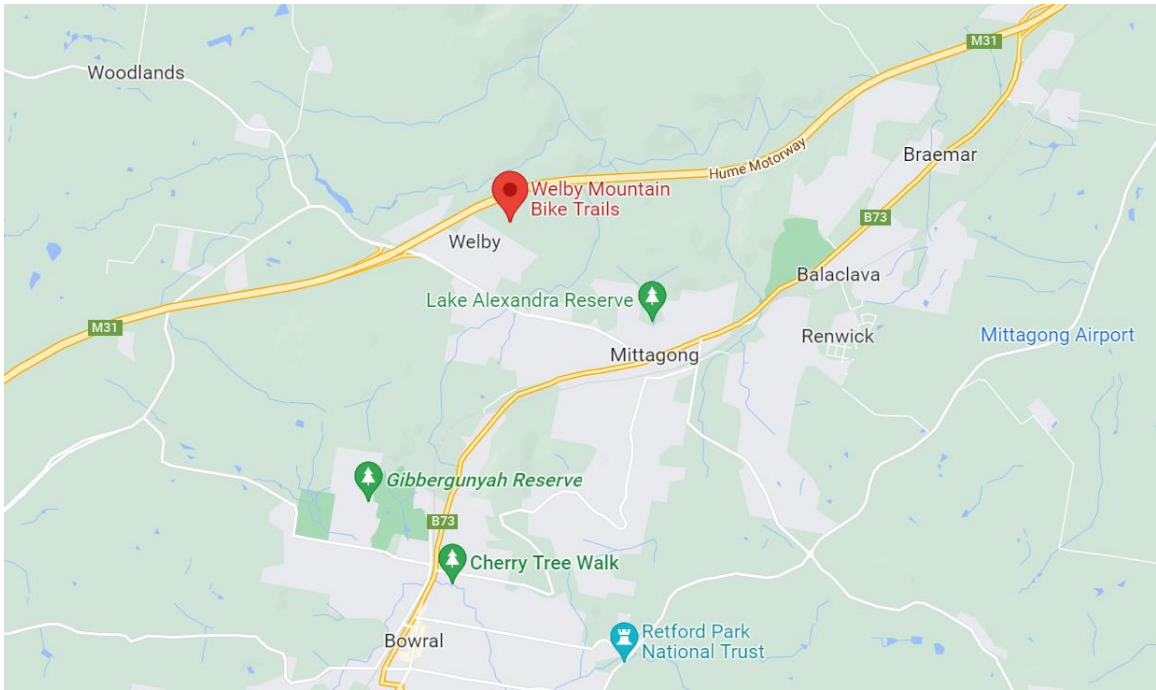 M31
Woodlands
Hume Motorway
Braemar
Welby Mountain
Bike Trails
B73
Welby
Balaclava
Lake Alexandra Reserve
M31
Renwick
Mittagong Airport
Mittagong
Gibbergunyah Reserve
B73
Cherry Tree Walk
Retford Park
National Trust
Bowral